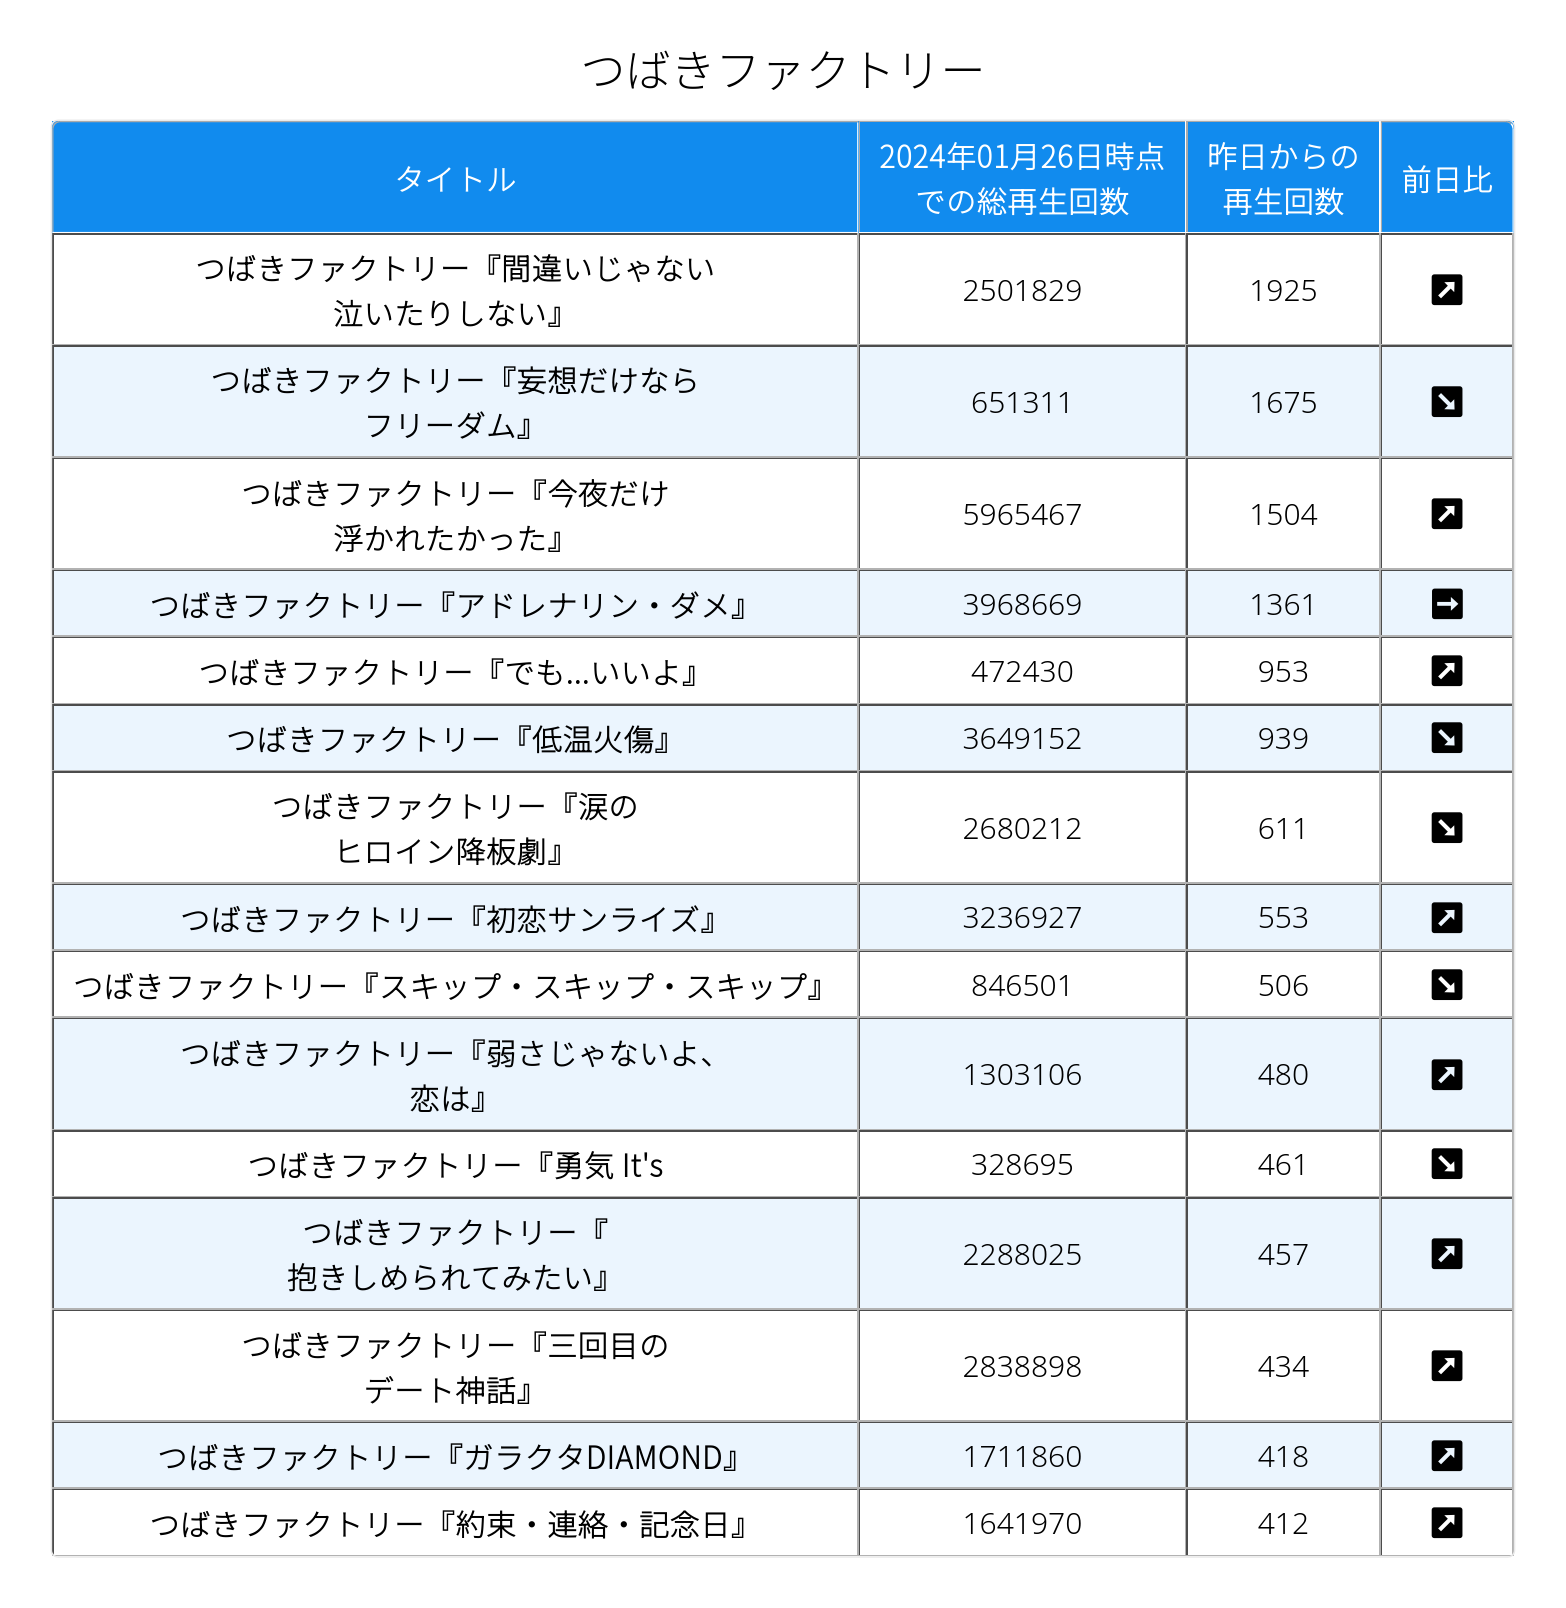 つばきファクトリー
タイトル
2024年01月26日時点
での総再生回数
昨日からの
再生回数
前日比
つばきファクトリー『間違いじゃない
泣いたりしない』
2501829
1925
つばきファクトリー『妄想だけなら
フリーダム』
651311
1675
つばきファクトリー『今夜だけ
浮かれたかった』
5965467
1504
つばきファクトリー『アドレナリン・ダメ』
3968669
1361
つばきファクトリー『でも...いいよ』
472430
953
つばきファクトリー『低温火傷』
3649152
939
つばきファクトリー『涙の
ヒロイン降板劇』
2680212
611
つばきファクトリー『初恋サンライズ』
3236927
553
つばきファクトリー『スキップ・スキップ・スキップ』
846501
506
つばきファクトリー『弱さじゃないよ、
恋は』
1303106
480
つばきファクトリー『勇気 It's
328695
461
つばきファクトリー『
抱きしめられてみたい』
2288025
457
つばきファクトリー『三回目の
デート神話』
2838898
434
つばきファクトリー『ガラクタDIAMOND』
1711860
418
つばきファクトリー『約束・連絡・記念日』
1641970
412